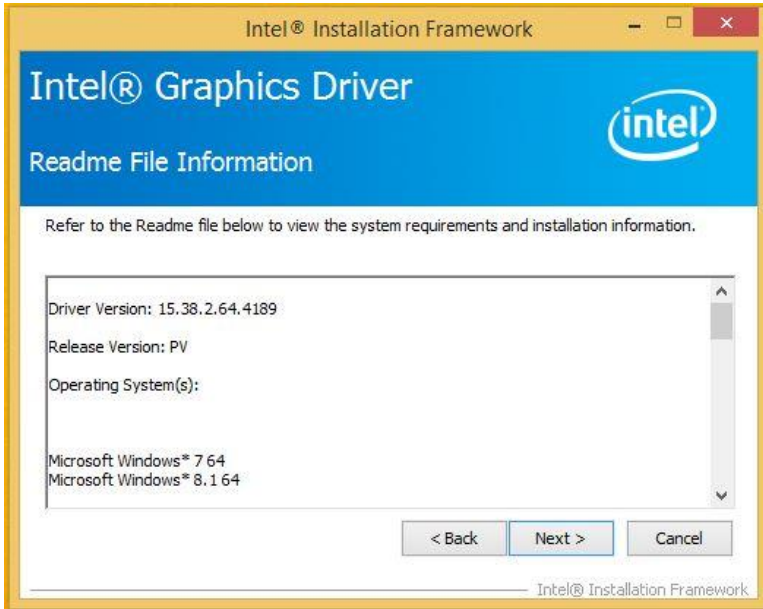 Intel® Installation Framework
Intel® Graphics Driver
intel
Readme File Information
Refer to the Readme file below to view the system requirements and installation information.
Driver Version: 15.38.2.64.4189
Release Version: PV
Operating System(s):
Microsoft Windows* 7 64
Microsoft Windows* 8.1 64
< Back Next > Cancel
Intel® Installation Framework